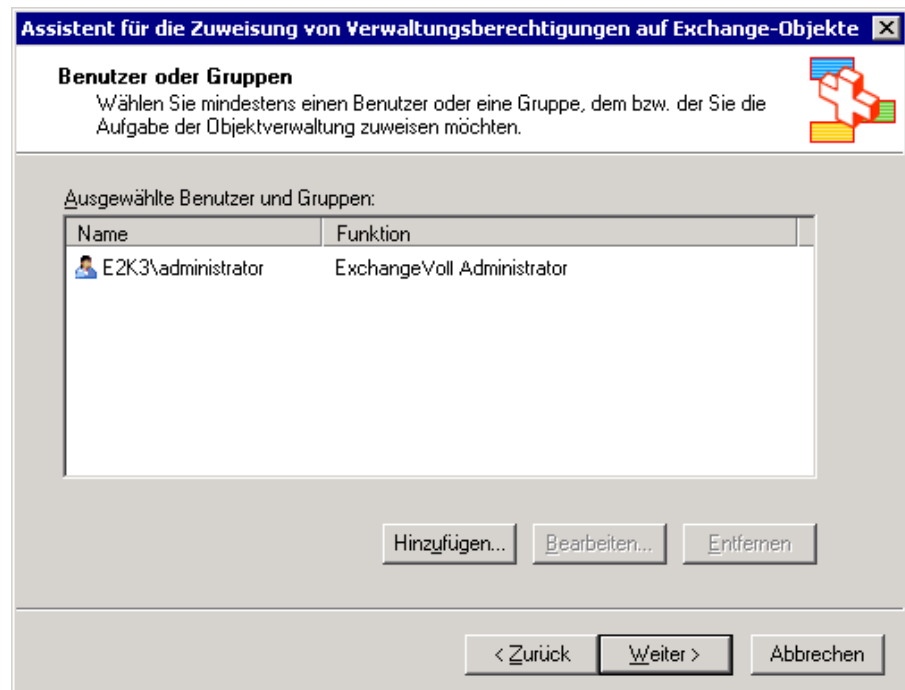 Assistent für die Zuweisung von Verwaltungsberechtigungen auf Exchange-Objekte
Benutzer oder Gruppen
Wählen Sie mindestens einen Benutzer oder eine Gruppe, dem bzw. der Sie die
Aufgabe der Objektverwaltung zuweisen möchten.
Ausgewählte Benutzer und Gruppen:
Name Funktion
E2K3\administrator ExchangeVoll Administrator
Hinzufügen... Bearbeiten... Entfernen
< Zurück Weiter > Abbrechen